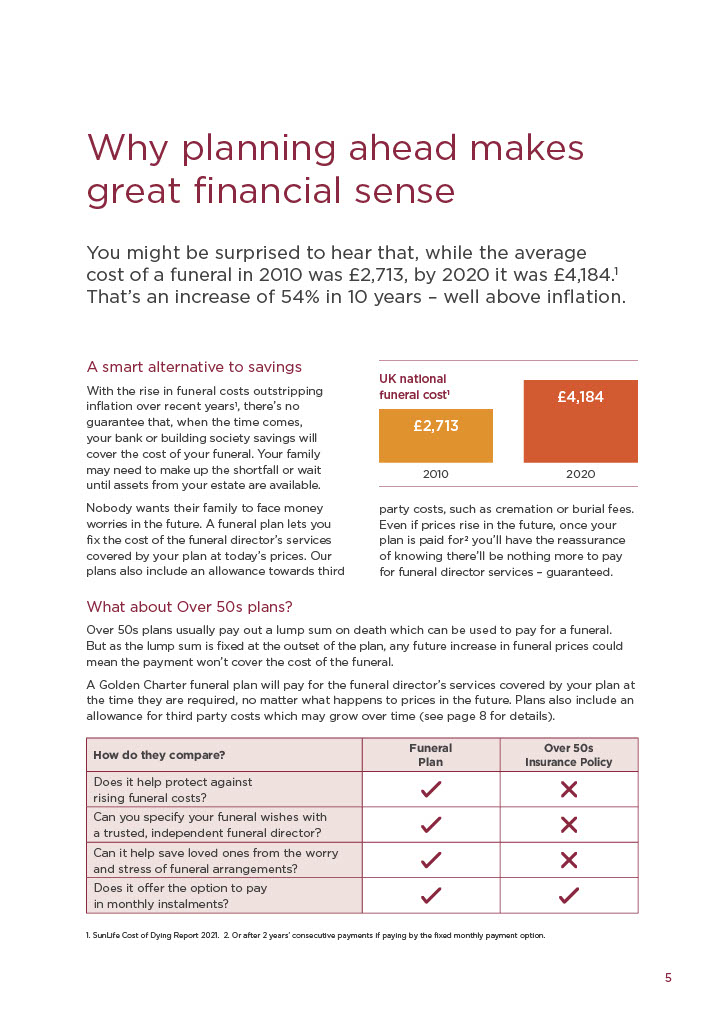 Why planning ahead makes
great financial sense
You might be surprised to hear that, while the average
cost of a funeral in 2010 was £2,713, by 2020 it was £4,184.¹
That's an increase of 54% in 10 years – well above inflation.
A smart alternative to savings
With the rise in funeral costs outstripping
inflation over recent years¹, there's no
guarantee that, when the time comes,
your bank or building society savings will
cover the cost of your funeral. Your family
may need to make up the shortfall or wait
until assets from your estate are available.
Nobody wants their family to face money
worries in the future. A funeral plan lets you
fix the cost of the funeral director's services
covered by your plan at today's prices. Our
plans also include an allowance towards third
UK national
funeral cost¹
£2,713
£4,184
2010
2020
party costs, such as cremation or burial fees.
Even if prices rise in the future, once your
plan is paid for² you'll have the reassurance
of knowing there'll be nothing more to pay
for funeral director services – guaranteed.
What about Over 50s plans?
Over 50s plans usually pay out a lump sum on death which can be used to pay for a funeral.
But as the lump sum is fixed at the outset of the plan, any future increase in funeral prices could
mean the payment won't cover the cost of the funeral.
A Golden Charter funeral plan will pay for the funeral director's services covered by your plan at
the time they are required, no matter what happens to prices in the future. Plans also include an
allowance for third party costs which may grow over time (see page 8 for details).
How do they compare?
Funeral
Plan
Over 50s
Insurance Policy
Does it help protect against
rising funeral costs?
Can you specify your funeral wishes with
a trusted, independent funeral director?
Can it help save loved ones from the worry
and stress of funeral arrangements?
Does it offer the option to pay
in monthly instalments?
1. SunLife Cost of Dying Report 2021. 2. Or after 2 years' consecutive payments if paying by the fixed monthly payment option.
5